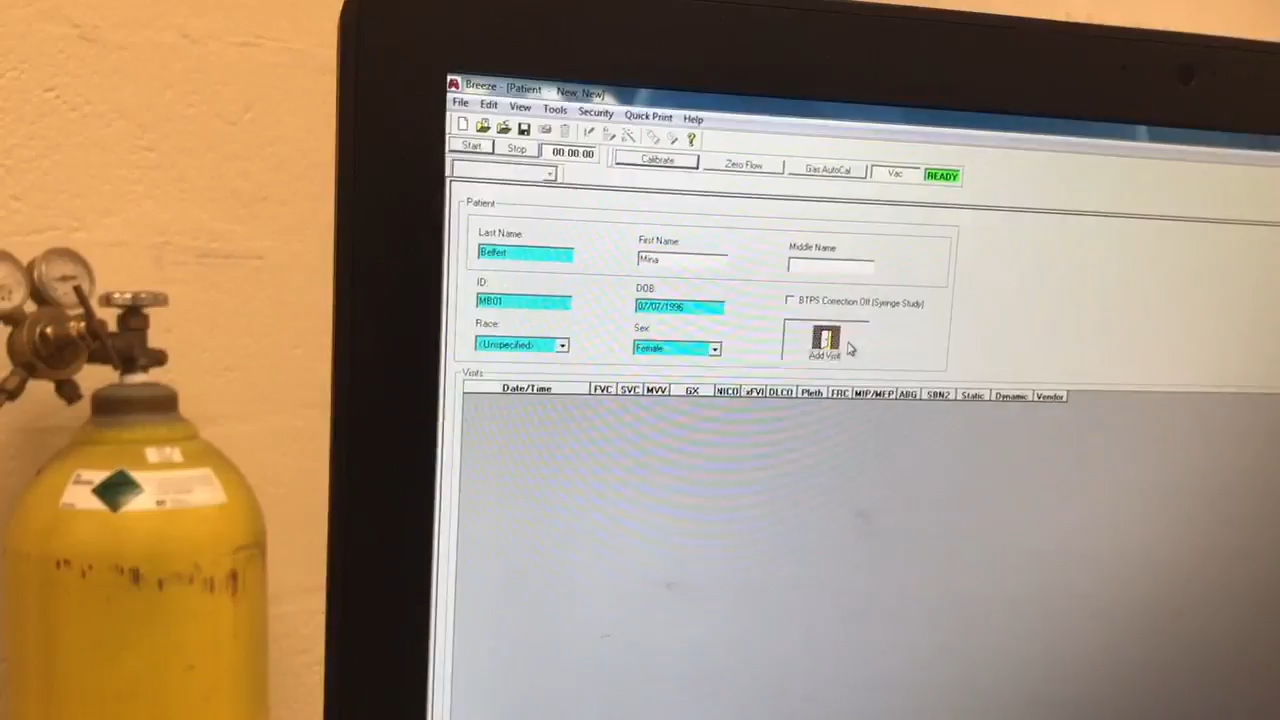 Breeze - [Patient - New, New]
File Edit View Tools Security Quick Print Help
Start Stop 00:00:00 Calibrate Zero Flow Gas AutoCal Vac READY
Patient
Last Name: First Name: Middle Name
Belfert Mina
ID: DOB:
MB01 07/07/1996 BTPS Correction Off (Syringe Study)
Race: Sex:
(Unspecified) Female Add Visit
Visits
Date/Time FVC SVC MVV GX NICO xFVl DLCO Pleth FRC MIP/MEP ABG SBN2 Static Dynamic Vendor